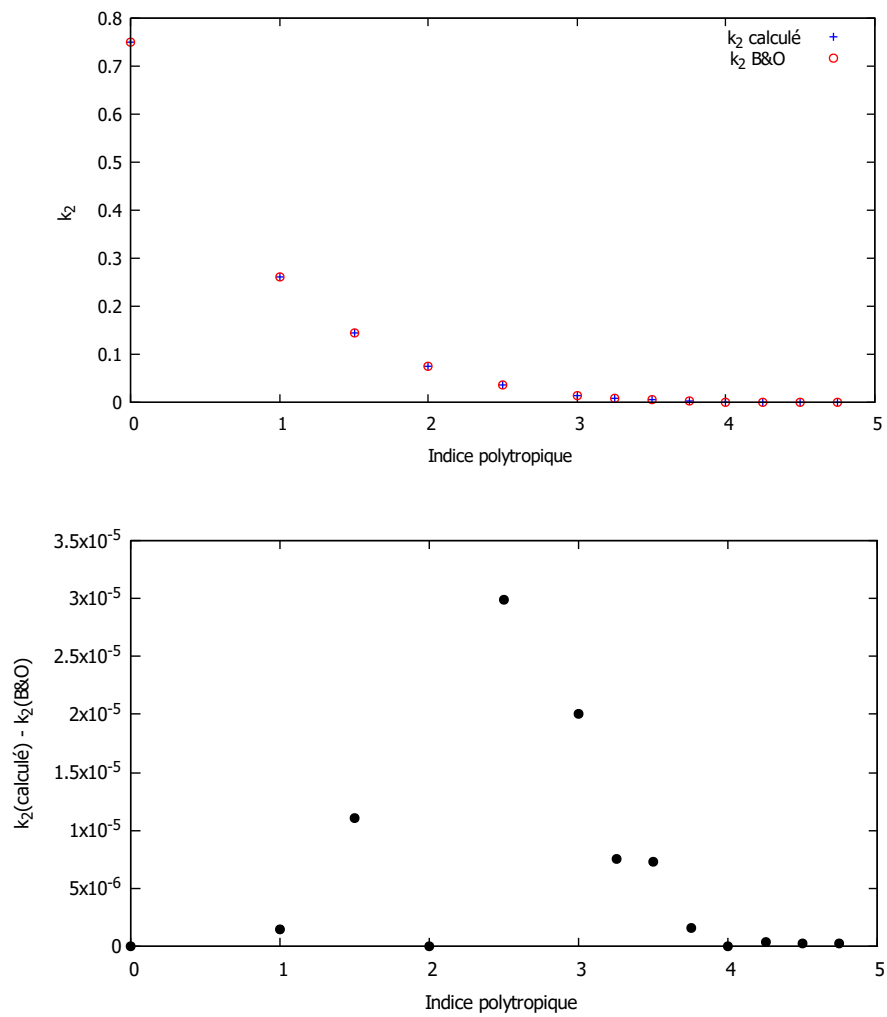 0.8
0.7
0.6
0.5
0.4
0.3
0.2
0.1
0
k₂
k₂ calculé
k₂ B&O
0 1 2 3 4 5
Indice polytropique
3.5x10⁻⁵
3x10⁻⁵
2.5x10⁻⁵
2x10⁻⁵
1.5x10⁻⁵
1x10⁻⁵
5x10⁻⁶
0
k₂(calculé) - k₂(B&O)
0 1 2 3 4 5
Indice polytropique